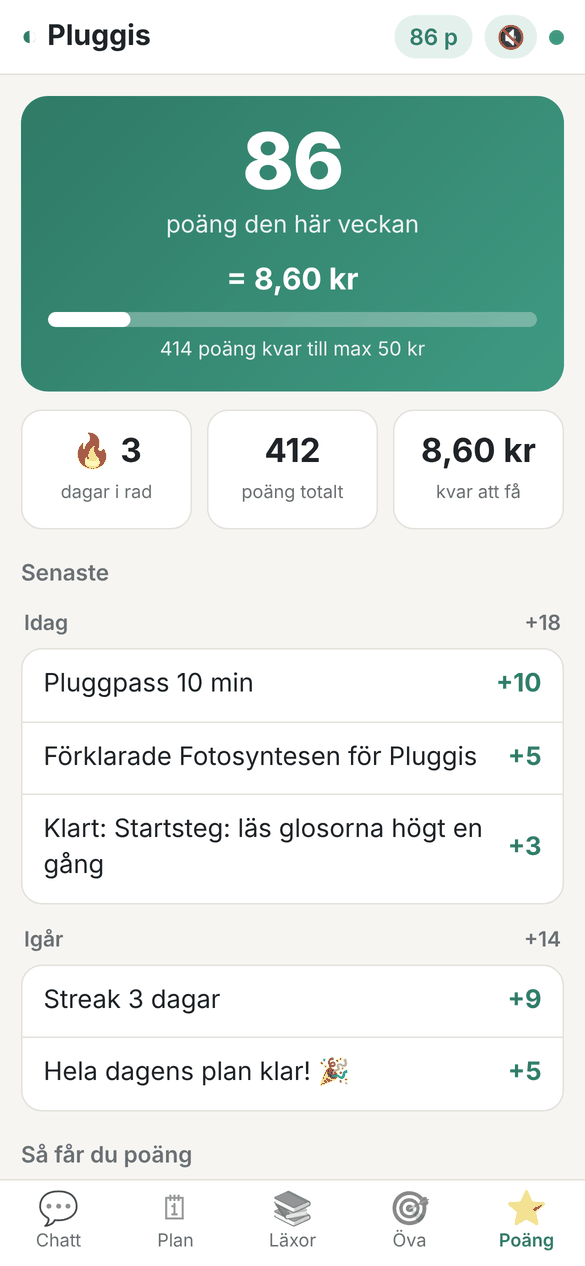 Pluggis
86 p
86
poäng den här veckan
= 8,60 kr
414 poäng kvar till max 50 kr
🔥 3
dagar i rad
412
poäng totalt
8,60 kr
kvar att få
Senaste
Idag +18
Pluggpass 10 min +10
Förklarade Fotosyntesen för Pluggis +5
Klart: Startsteg: läs glosorna högt en
gång
+3
Igår +14
Streak 3 dagar +9
Hela dagens plan klar! 🎉 +5
Så får du poäng
Chatt
1
Plan
Läxor
Öva
Poäng